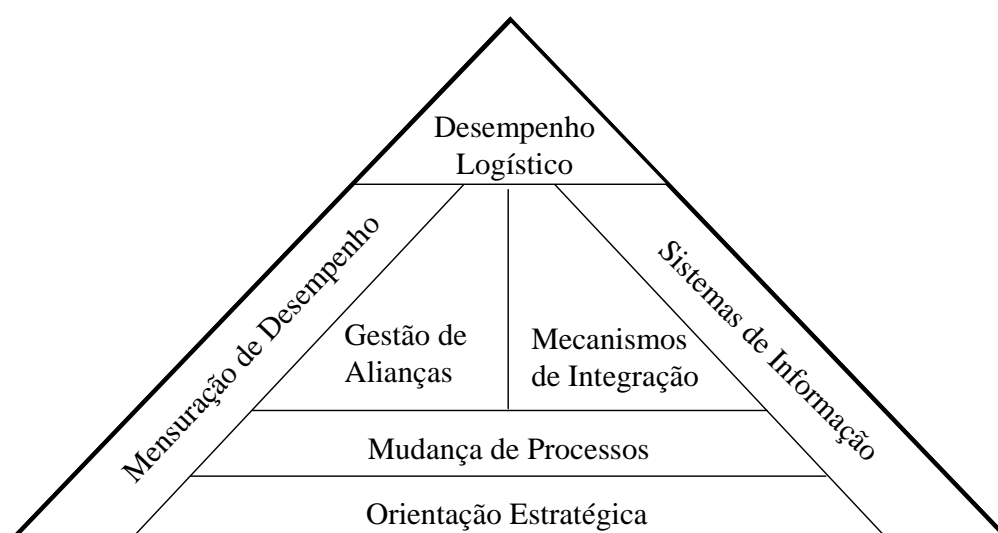 Desempenho
Logístico
Mensuração de Desempenho
Sistemas de Informação
Gestão de
Alianças
Mecanismos
de Integração
Mudança de Processos
Orientação Estratégica